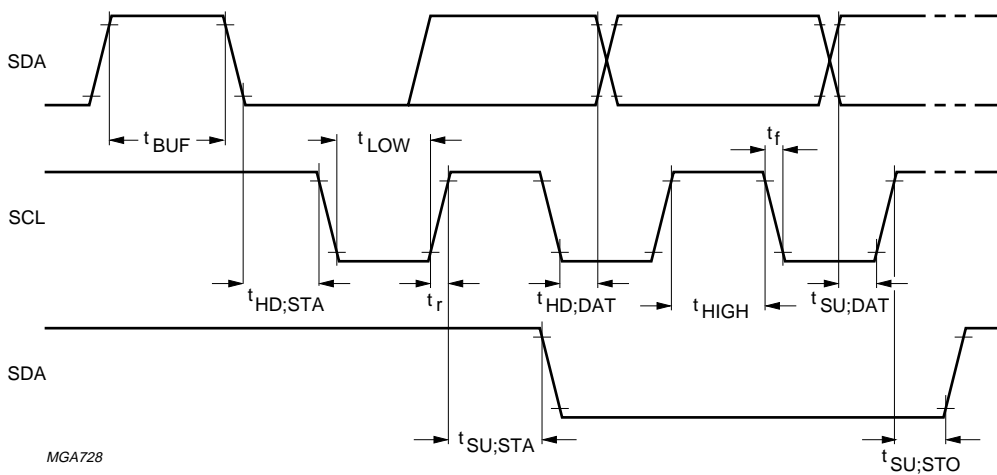 SDA
t BUF
t LOW
t f
SCL
t HD;STA
t r
t HD;DAT
t HIGH
t SU;DAT
SDA
t SU;STA
t SU;STO
MGA728